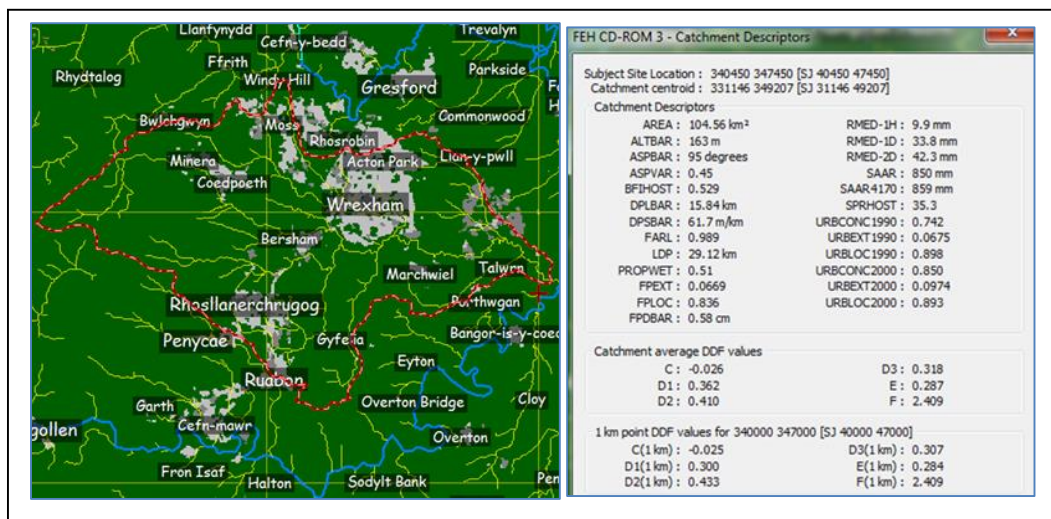 Llanfynydd
Trevalyn
Cefn-y-bedd
Ffrith
Parkside
Rhydtalog
Windy Hill
Gresford
Commonwood
Bwlchgwyn
Moss
Rhosrobin
Acton Park
Llan-y-pwll
Minera
Coedpoeth
Wrexham
Bersham
Marchwiel
Talwrn
Rhosllanerchrugog
Porthwgan
Bangor-is-y-coed
Penycae
Gyfelia
Eyton
Ruabon
Overton Bridge
Cloy
Garth
Cefn-mawr
gollen
Overton
Fron Isaf
Halton
Sodylt Bank
Pen
FEH CD-ROM 3 - Catchment Descriptors
Subject Site Location : 340450 347450 [SJ 40450 47450]
Catchment centroid : 331146 349207 [SJ 31146 49207]
Catchment Descriptors
AREA : 104.56 km² RMED-1H : 9.9 mm
ALTBAR : 163 m RMED-1D : 33.8 mm
ASPBAR : 95 degrees RMED-2D : 42.3 mm
ASPVAR : 0.45 SAAR : 850 mm
BFIHOST : 0.529 SAAR4170 : 859 mm
DPLBAR : 15.84 km SPRHOST : 35.3
DPSBAR : 61.7 m/km URBCONC1990 : 0.742
FARL : 0.989 URBEXT1990 : 0.0675
LDP : 29.12 km URBLOC1990 : 0.898
PROPWET : 0.51 URBCONC2000 : 0.850
FPEXT : 0.0669 URBEXT2000 : 0.0974
FPLOC : 0.836 URBLOC2000 : 0.893
FPDBAR : 0.58 cm
Catchment average DDF values
C : -0.026 D3 : 0.318
D1 : 0.362 E : 0.287
D2 : 0.410 F : 2.409
1 km point DDF values for 340000 347000 [SJ 40000 47000]
C(1 km) : -0.025 D3(1 km) : 0.307
D1(1 km) : 0.300 E(1 km) : 0.284
D2(1 km) : 0.433 F(1 km) : 2.409